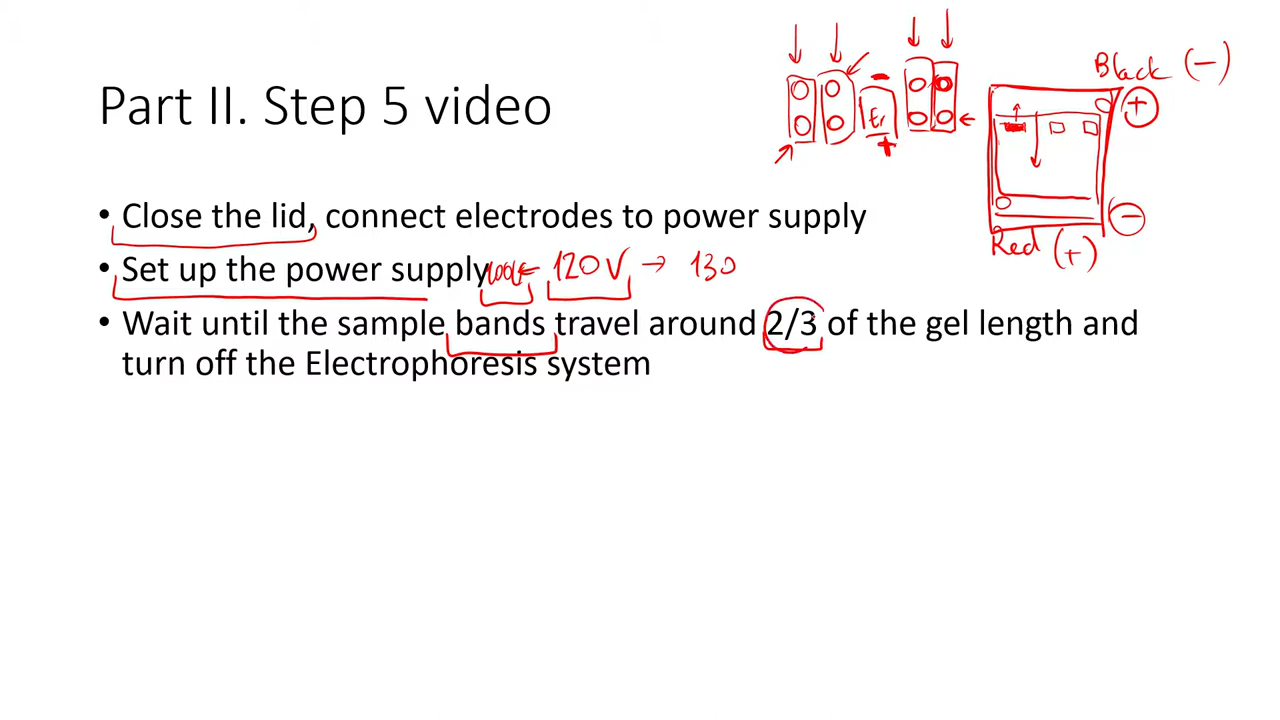 Part II. Step 5 video
Black (-)
+
-
+
-
Red (+)
• Close the lid, connect electrodes to power supply
• Set up the power supply 100V ← 120V → 130
• Wait until the sample bands travel around 2/3 of the gel length and
turn off the Electrophoresis system